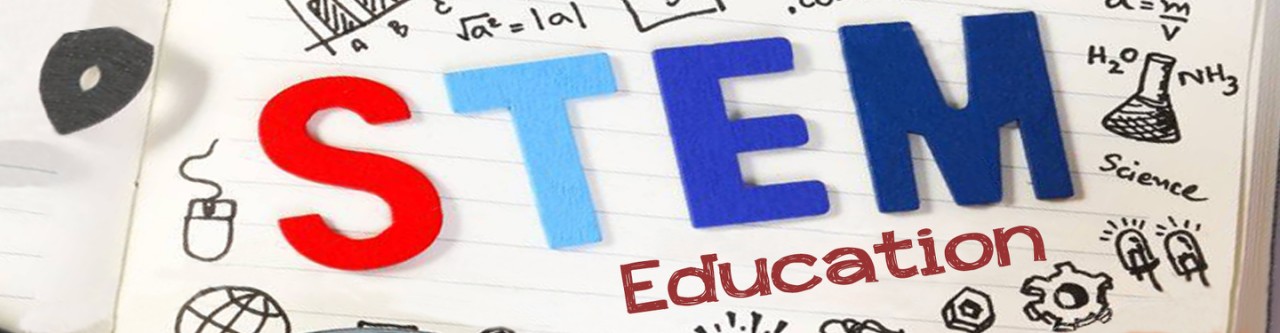 A B C
√a² = |a|
STEM
H₂O
NH₃
Science
Education